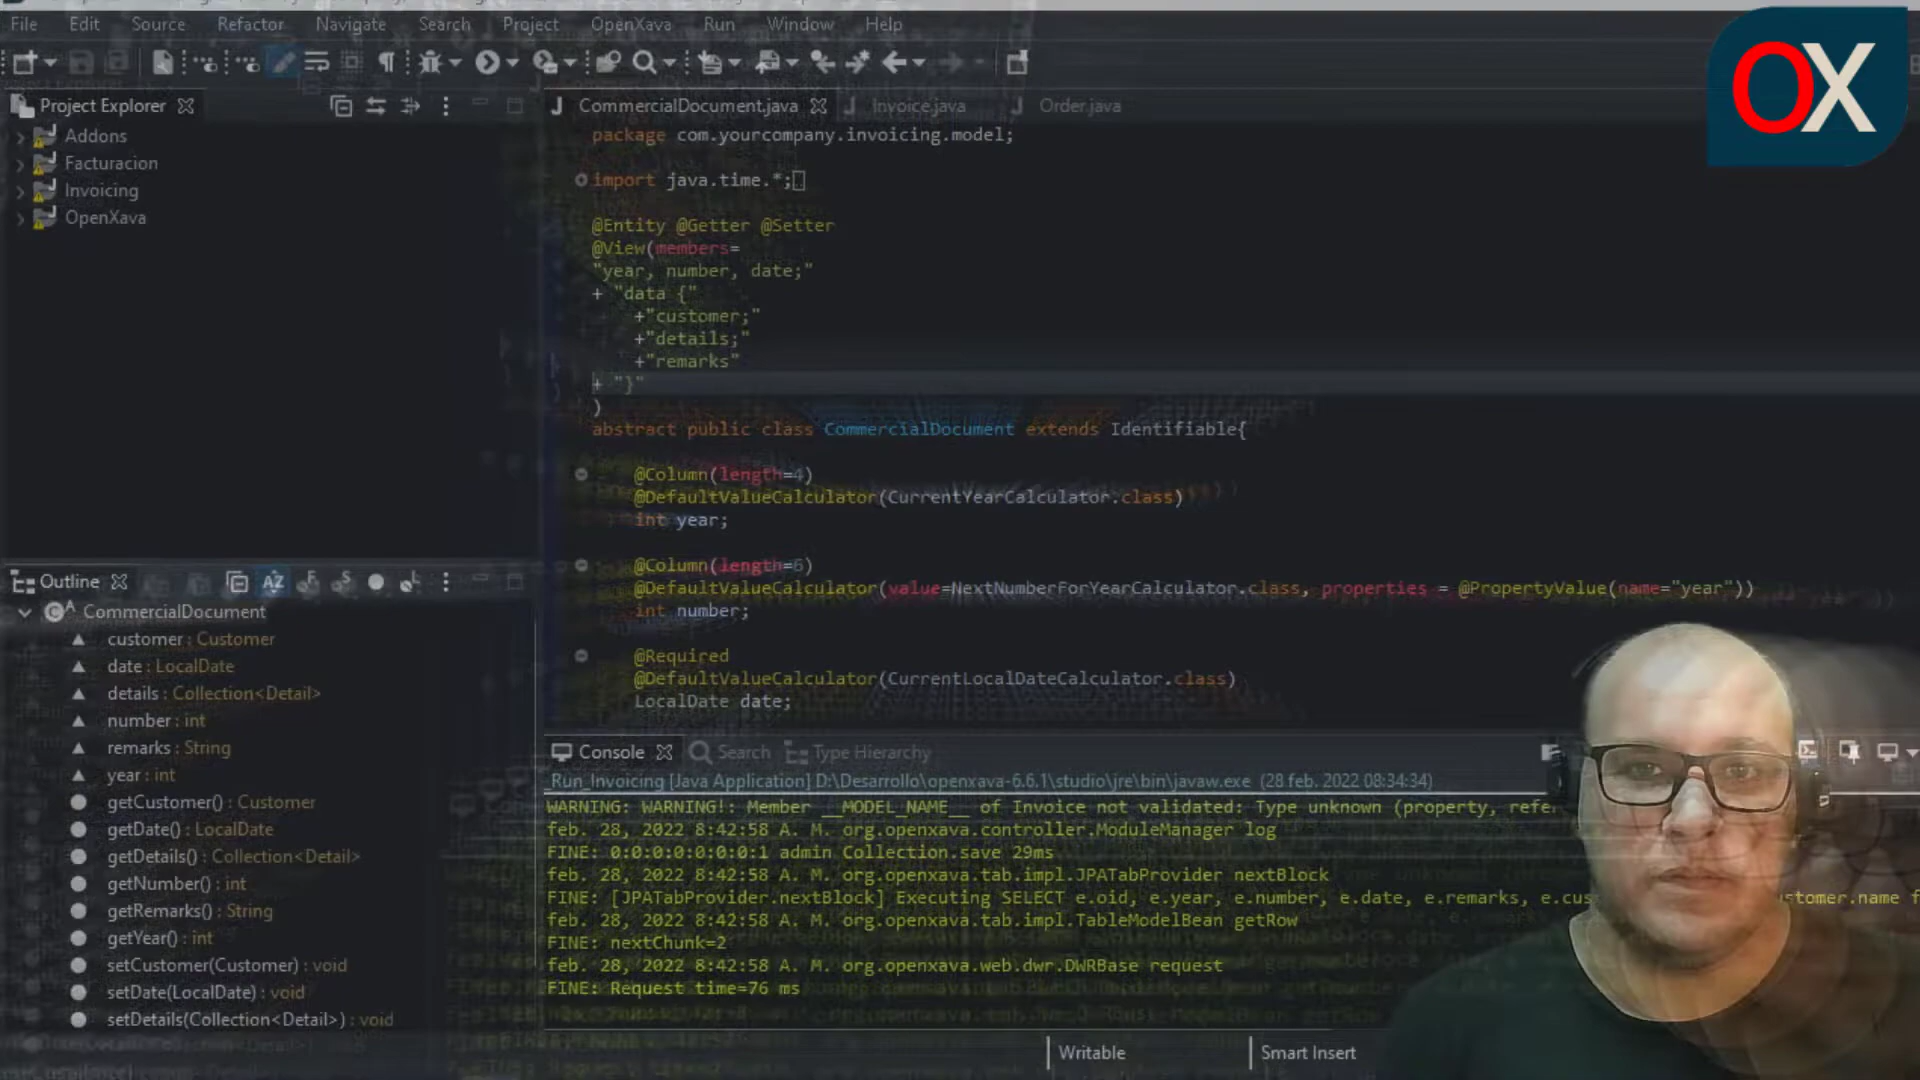 File Edit Source Refactor Navigate Search Project OpenXava Run Window Help
OX
Project Explorer
Addons
Facturacion
Invoicing
OpenXava
CommercialDocument.java Invoice.java Order.java
package com.yourcompany.invoicing.model;
import java.time.*;
@Entity @Getter @Setter
@View(members=
"year, number, date;"
+ "data {"
+"customer;"
+"details;"
+"remarks"
+ "}"
)
abstract public class CommercialDocument extends Identifiable{
@Column(length=4)
@DefaultValueCalculator(CurrentYearCalculator.class)
int year;
@Column(length=6)
@DefaultValueCalculator(value=NextNumberForYearCalculator.class, properties = @PropertyValue(name="year"))
int number;
@Required
@DefaultValueCalculator(CurrentLocalDateCalculator.class)
LocalDate date;
Outline
CommercialDocument
customer : Customer
date : LocalDate
details : Collection<Detail>
number : int
remarks : String
year : int
getCustomer() : Customer
getDate() : LocalDate
getDetails() : Collection<Detail>
getNumber() : int
getRemarks() : String
getYear() : int
setCustomer(Customer) : void
setDate(LocalDate) : void
setDetails(Collection<Detail>) : void
Console Search Type Hierarchy
Run_Invoicing [Java Application] D:\Desarrollo\openxava-6.6.1\studio\jre\bin\javaw.exe (28 feb. 2022 08:34:34)
WARNING: WARNING!: Member __MODEL_NAME__ of Invoice not validated: Type unknown (property, refer
feb. 28, 2022 8:42:58 A. M. org.openxava.controller.ModuleManager log
FINE: 0:0:0:0:0:0:0:1 admin Collection.save 29ms
feb. 28, 2022 8:42:58 A. M. org.openxava.tab.impl.JPATabProvider nextBlock
FINE: [JPATabProvider.nextBlock] Executing SELECT e.oid, e.year, e.number, e.date, e.remarks, e.cus stomer.name f
feb. 28, 2022 8:42:58 A. M. org.openxava.tab.impl.TableModelBean getRow
FINE: nextChunk=2
feb. 28, 2022 8:42:58 A. M. org.openxava.web.dwr.DWRBase request
FINE: Request time=76 ms
Writable Smart Insert